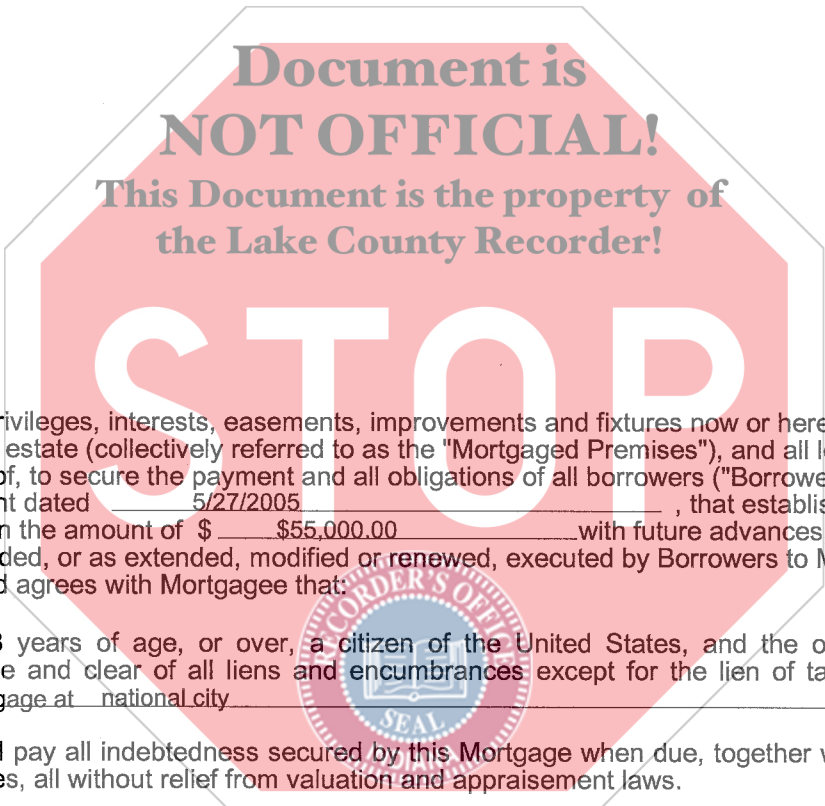 Document is
NOT OFFICIAL!
This Document is the property of
the Lake County Recorder!
STOP
rivileges, interests, easements, improvements and fixtures now or here
estate (collectively referred to as the "Mortgaged Premises"), and all l
of, to secure the payment and all obligations of all borrowers ("Borrowe
nt dated 5/27/2005 , that establis
n the amount of $ $55,000.00 with future advances
ded, or as extended, modified or renewed, executed by Borrowers to M
d agrees with Mortgagee that:
RECORDER'S OFFICE
8 years of age, or over, a citizen of the United States, and the o
e and clear of all liens and encumbrances except for the lien of ta
gage at national city
SEAL
l pay all indebtedness secured by this Mortgage when due, together w
es, all without relief from valuation and appraisement laws.